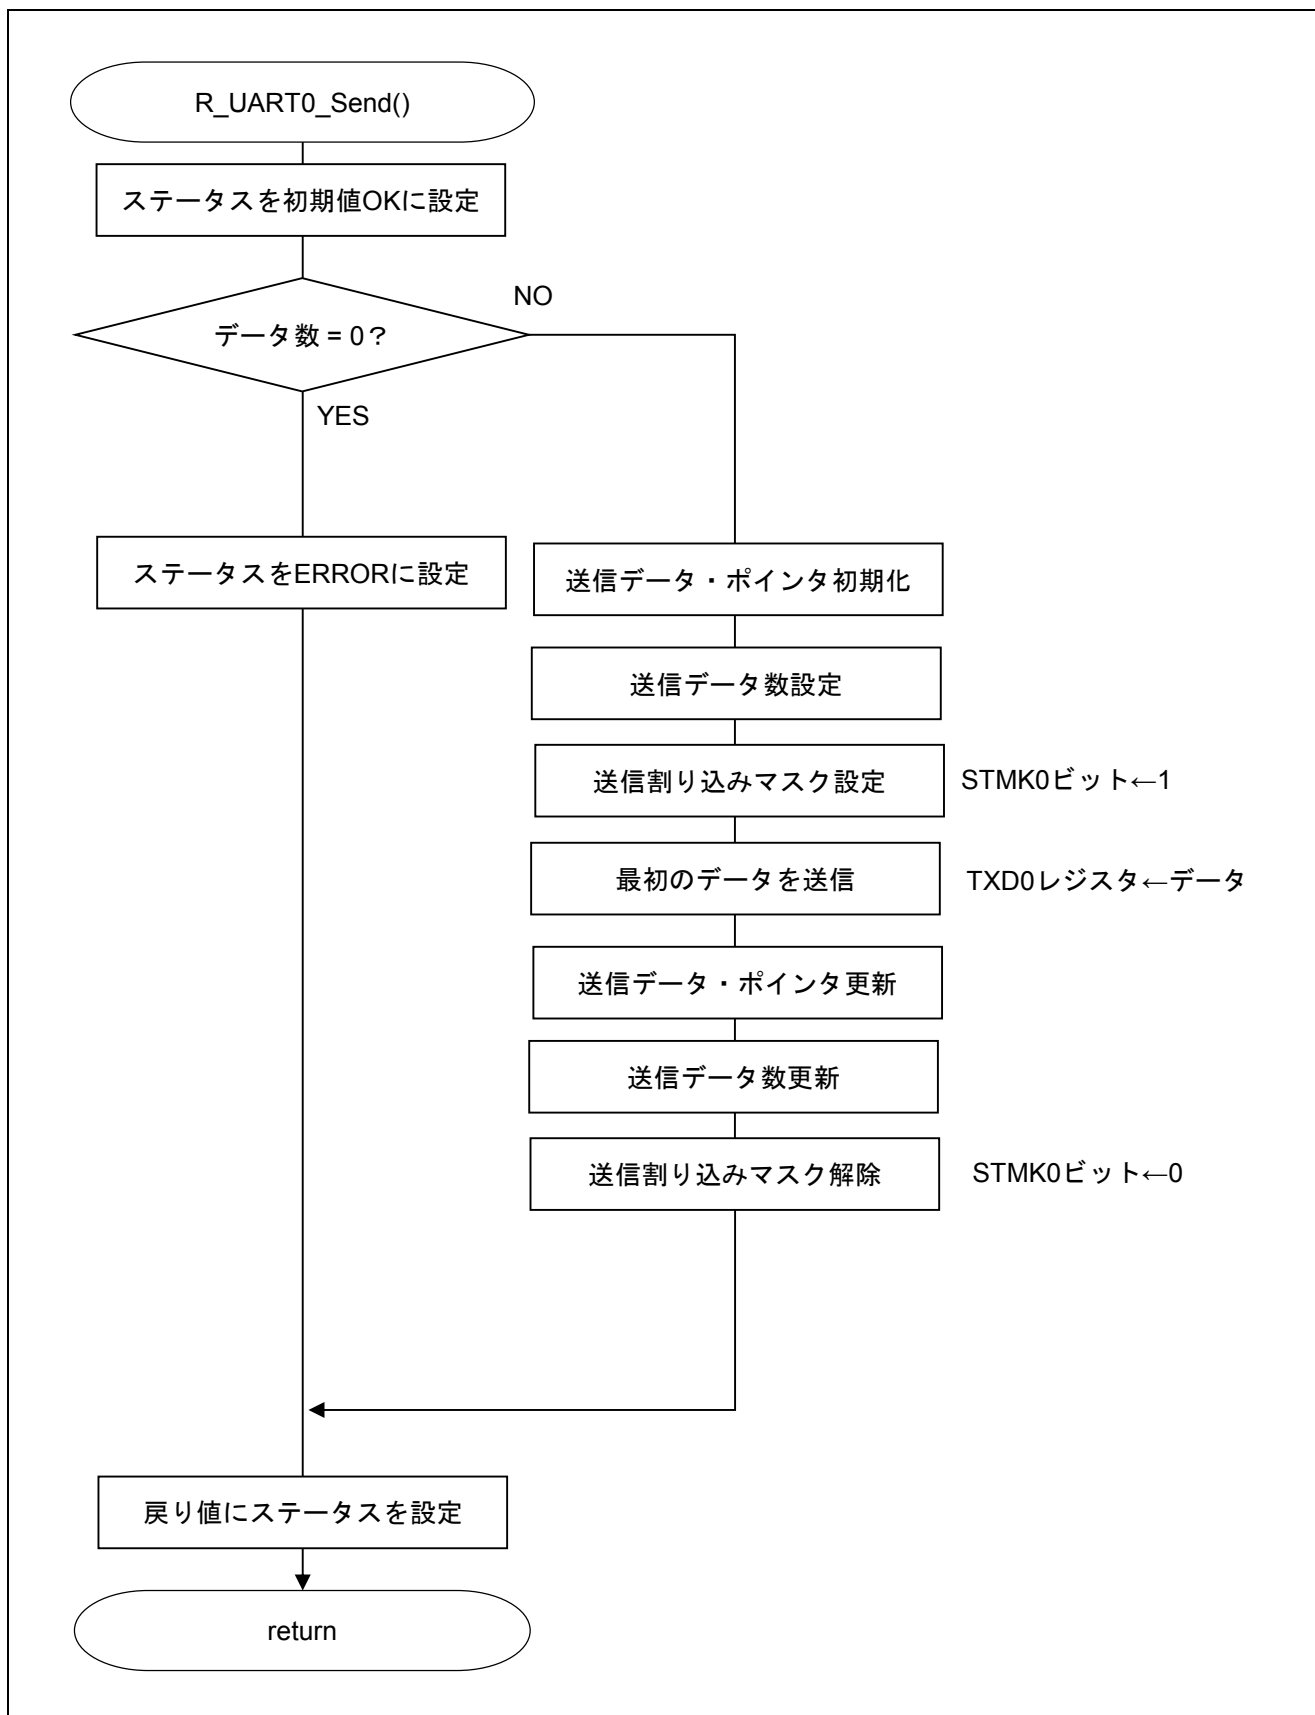 R_UART0_Send()
ステータスを初期値OKに設定
データ数 = 0？
NO
YES
ステータスをERRORに設定
送信データ・ポインタ初期化
送信データ数設定
送信割り込みマスク設定
STMK0ビット←1
最初のデータを送信
TXD0レジスタ←データ
送信データ・ポインタ更新
送信データ数更新
送信割り込みマスク解除
STMK0ビット←0
戻り値にステータスを設定
return